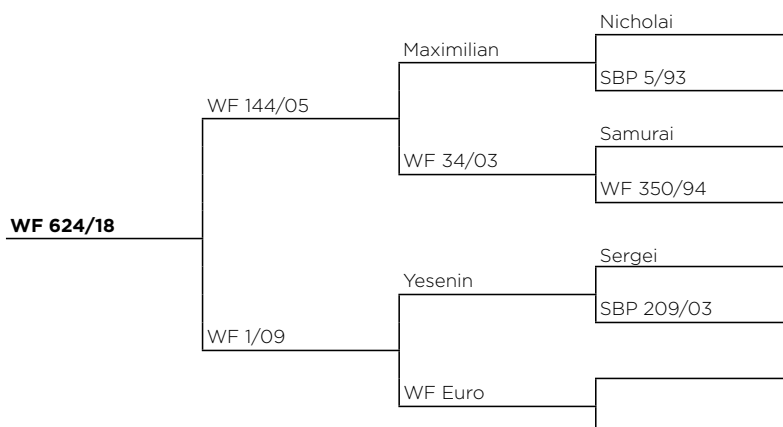 Nicholai
Maximilian
SBP 5/93
WF 144/05
Samurai
WF 34/03
WF 350/94
WF 624/18
Sergei
Yesenin
SBP 209/03
WF 1/09
WF Euro